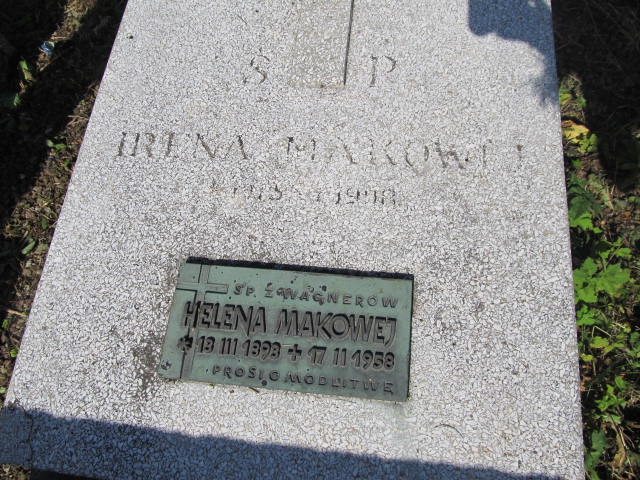 Ś P
IRENA MAKOWEJ
ŚP. Z WAGNERÓW
HELENA MAKOWEJ
* 18 III 1898 + 17 II 1958
PROSI O MODLITWĘ